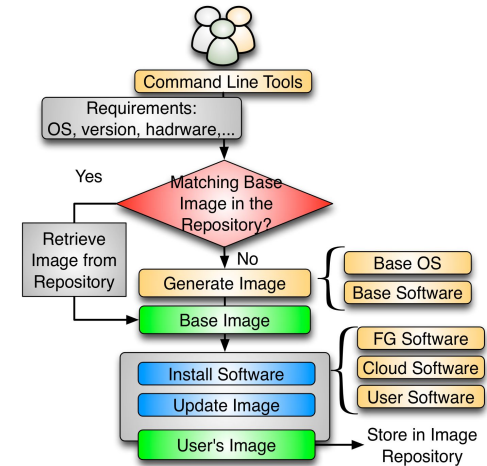 Command Line Tools
Requirements:
OS, version, hadrware,...
Yes
Matching Base
Image in the
Repository?
Retrieve
Image from
Repository
No
Generate Image
Base OS
Base Software
Base Image
FG Software
Cloud Software
User Software
Install Software
Update Image
User's Image
Store in Image
Repository